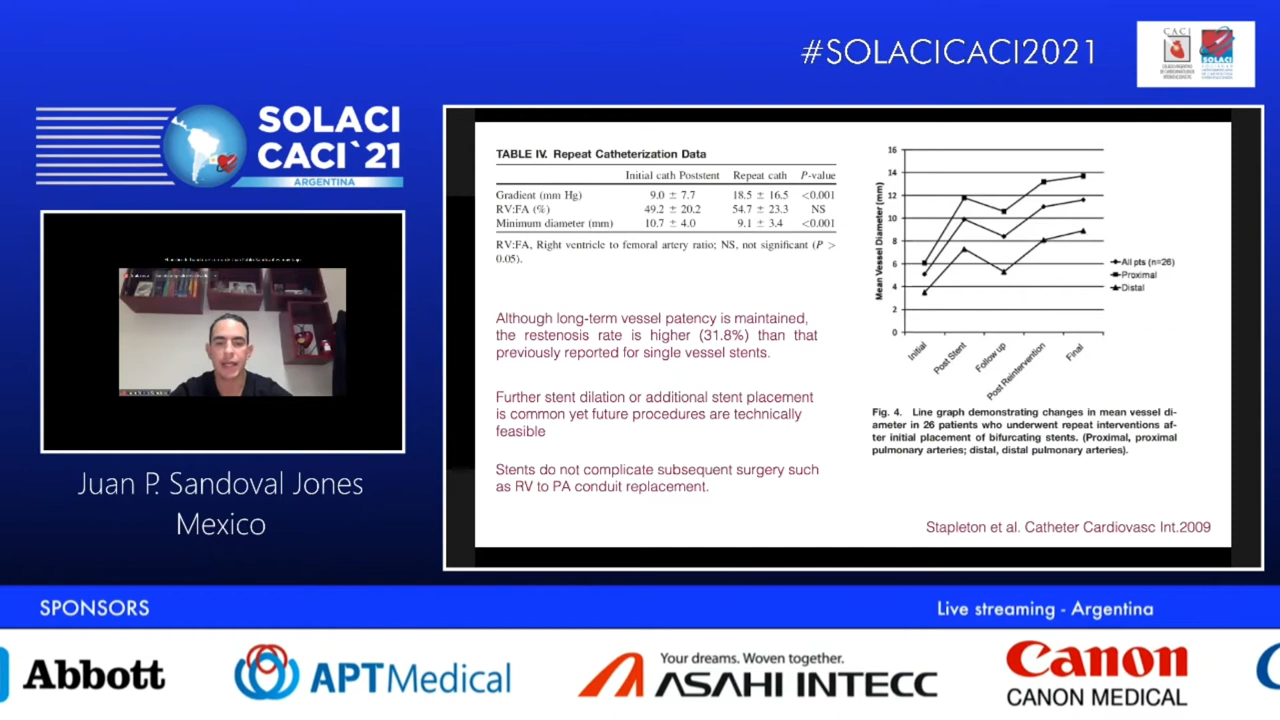 #SOLACICACI2021
CACI
SOLACI
SOLACI
CACI`21
ARGENTINA
Juan P. Sandoval Jones
Mexico
TABLE IV. Repeat Catheterization Data
Initial cath Poststent Repeat cath P-value
Gradient (mm Hg) 9.0 ± 7.7 18.5 ± 16.5 <0.001
RV:FA (%) 49.2 ± 20.2 54.7 ± 23.3 NS
Minimum diameter (mm) 10.7 ± 4.0 9.1 ± 3.4 <0.001
RV:FA, Right ventricle to femoral artery ratio; NS, not significant (P >
0.05).
Although long-term vessel patency is maintained,
the restenosis rate is higher (31.8%) than that
previously reported for single vessel stents.
Further stent dilation or additional stent placement
is common yet future procedures are technically
feasible
Stents do not complicate subsequent surgery such
as RV to PA conduit replacement.
Mean Vessel Diameter (mm)
16
14
12
10
8
6
4
2
0
Initial
Post Stent
Follow up
Post Reintervention
Final
All pts (n=26)
Proximal
Distal
Fig. 4. Line graph demonstrating changes in mean vessel di-
ameter in 26 patients who underwent repeat interventions af-
ter initial placement of bifurcating stents. (Proximal, proximal
pulmonary arteries; distal, distal pulmonary arteries).
Stapleton et al. Catheter Cardiovasc Int.2009
SPONSORS
Live streaming - Argentina
Abbott
APT Medical
Your dreams. Woven together.
ASAHI INTECC
Canon
CANON MEDICAL